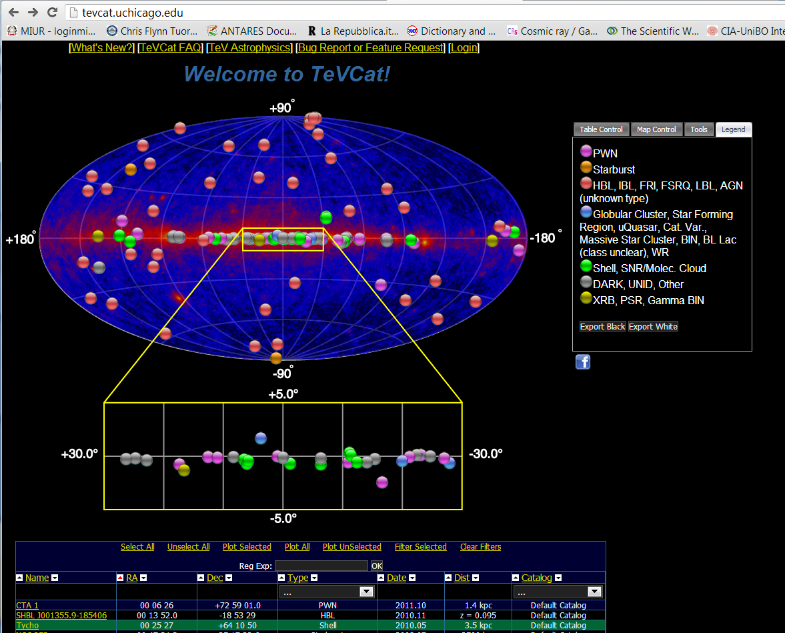 tevcat.uchicago.edu
MIUR - loginmi... Chris Flynn Tuor... ANTARES Docu... R La Repubblica.it... Dictionary and ... Cosmic ray / Ga... The Scientific W... CIA-UniBO Inte
[What's New?] [TeVCat FAQ] [TeV Astrophysics] [Bug Report or Feature Request] [Login]
Welcome to TeVCat!
+90°
Table Control Map Control Tools Legend
PWN
Starburst
HBL, IBL, FRI, FSRQ, LBL, AGN
(unknown type)
Globular Cluster, Star Forming
Region, uQuasar, Cat. Var.,
Massive Star Cluster, BIN, BL Lac
(class unclear), WR
Shell, SNR/Molec. Cloud
DARK, UNID, Other
XRB, PSR, Gamma BIN
Export Black Export White
+180° -180°
-90°
+5.0°
+30.0° -30.0°
-5.0°
Select All Unselect All Plot Selected Plot All Plot UnSelected Filter Selected Clear Filters
Reg Exp: OK
Name RA Dec Type Date Dist Catalog
... ...
CTA 1 00 06 26 +72 59 01.0 PWN 2011.10 1.4 kpc Default Catalog
SHBL J001355.9-185406 00 13 52.0 -18 53 29 HBL 2010.11 z = 0.095 Default Catalog
Tycho 00 25 27 +64 10 50 Shell 2010.05 3.5 kpc Default Catalog